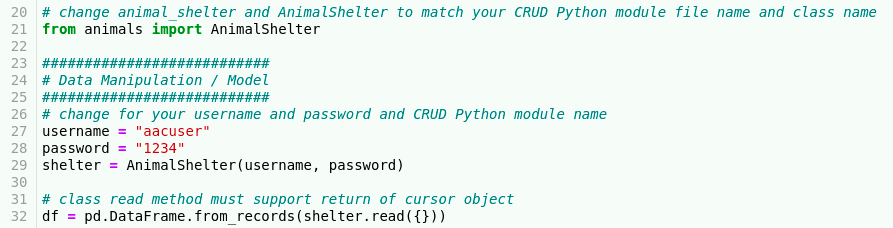 20 # change animal_shelter and AnimalShelter to match your CRUD Python module file name and class name
21 from animals import AnimalShelter
22
23 ###########################
24 # Data Manipulation / Model
25 ###########################
26 # change for your username and password and CRUD Python module name
27 username = "aacuser"
28 password = "1234"
29 shelter = AnimalShelter(username, password)
30
31 # class read method must support return of cursor object
32 df = pd.DataFrame.from_records(shelter.read({}))